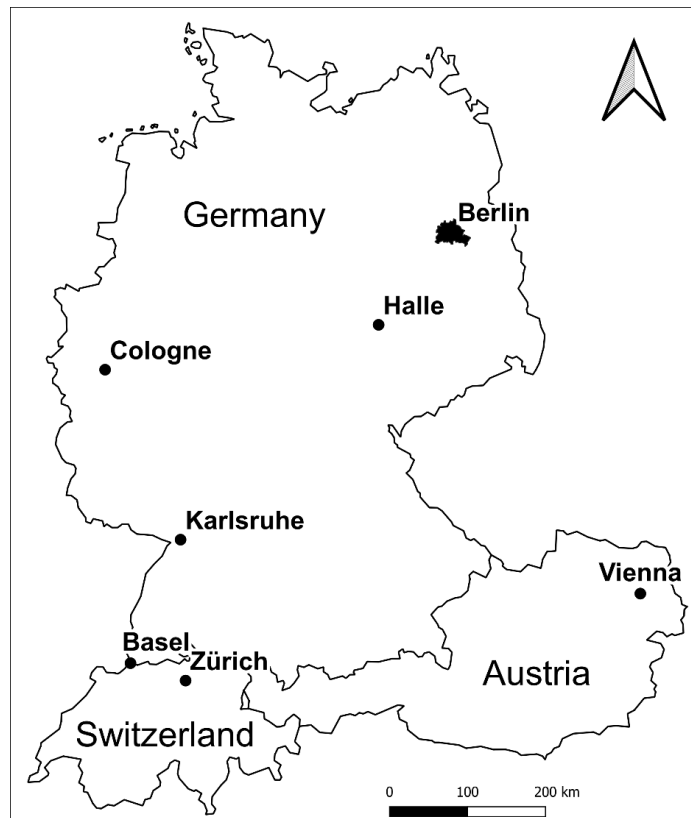 Germany
Berlin
Halle
Cologne
Karlsruhe
Vienna
Basel
Zürich
Austria
Switzerland
0 100 200 km